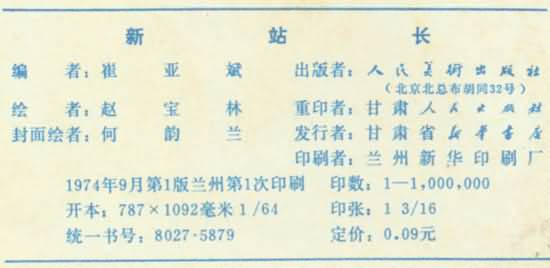 新站长
编者：崔亚斌 出版者：人民美術出版社
（北京北总布胡同32号）
绘者：赵宝林 重印者：甘肃人民出版社
封面绘者：何韵兰 发行者：甘肃省新华书店
印刷者：兰州新华印刷厂
1974年9月第1版兰州第1次印刷 印数：1—1,000,000
开本：787×1092毫米1/64 印张：1 3/16
统一书号：8027·5879 定价：0.09元